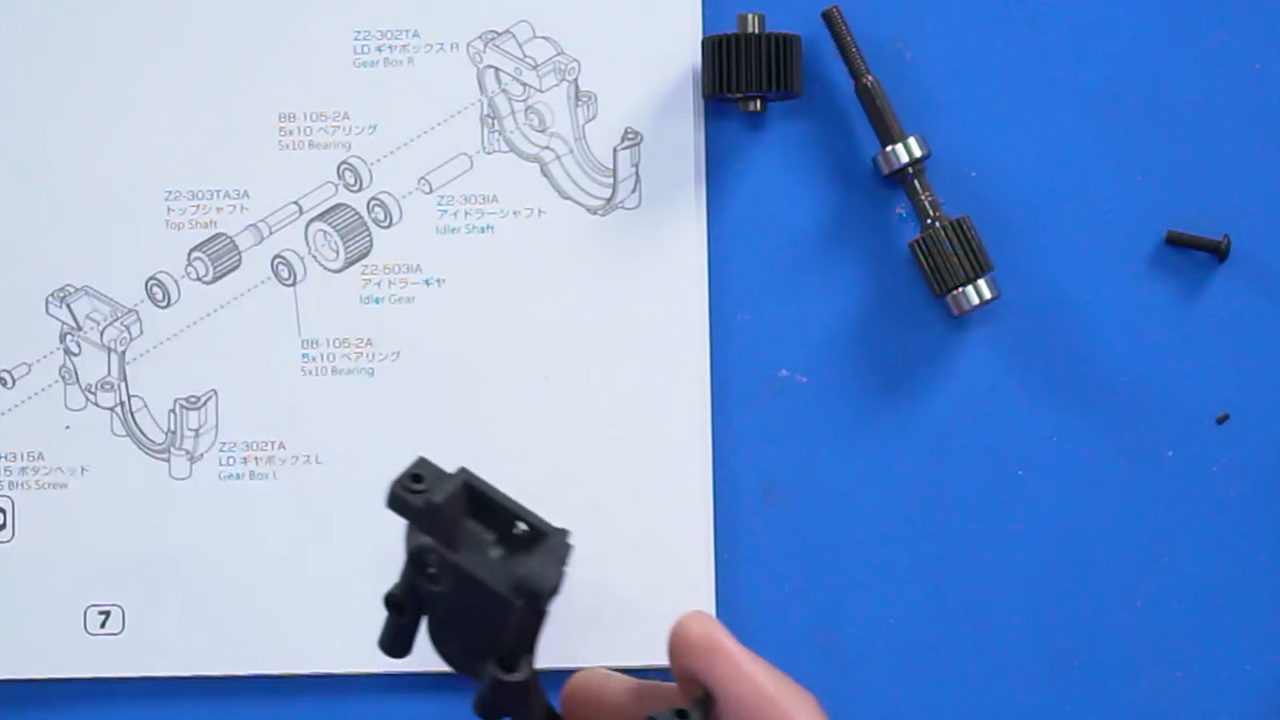 Z2-302TA
LD ギヤボックス R
Gear Box R
BB-105-2A
5x10 ベアリング
5x10 Bearing
Z2-303TA3A
トップシャフト
Top Shaft
Z2-303IA
アイドラーシャフト
Idler Shaft
Z2-503IA
アイドラーギヤ
Idler Gear
BB-105-2A
5x10 ベアリング
5x10 Bearing
Z2-302TA
LD ギヤボックス L
Gear Box L
H315A
15 ボタンヘッド
5 BHS Screw
7